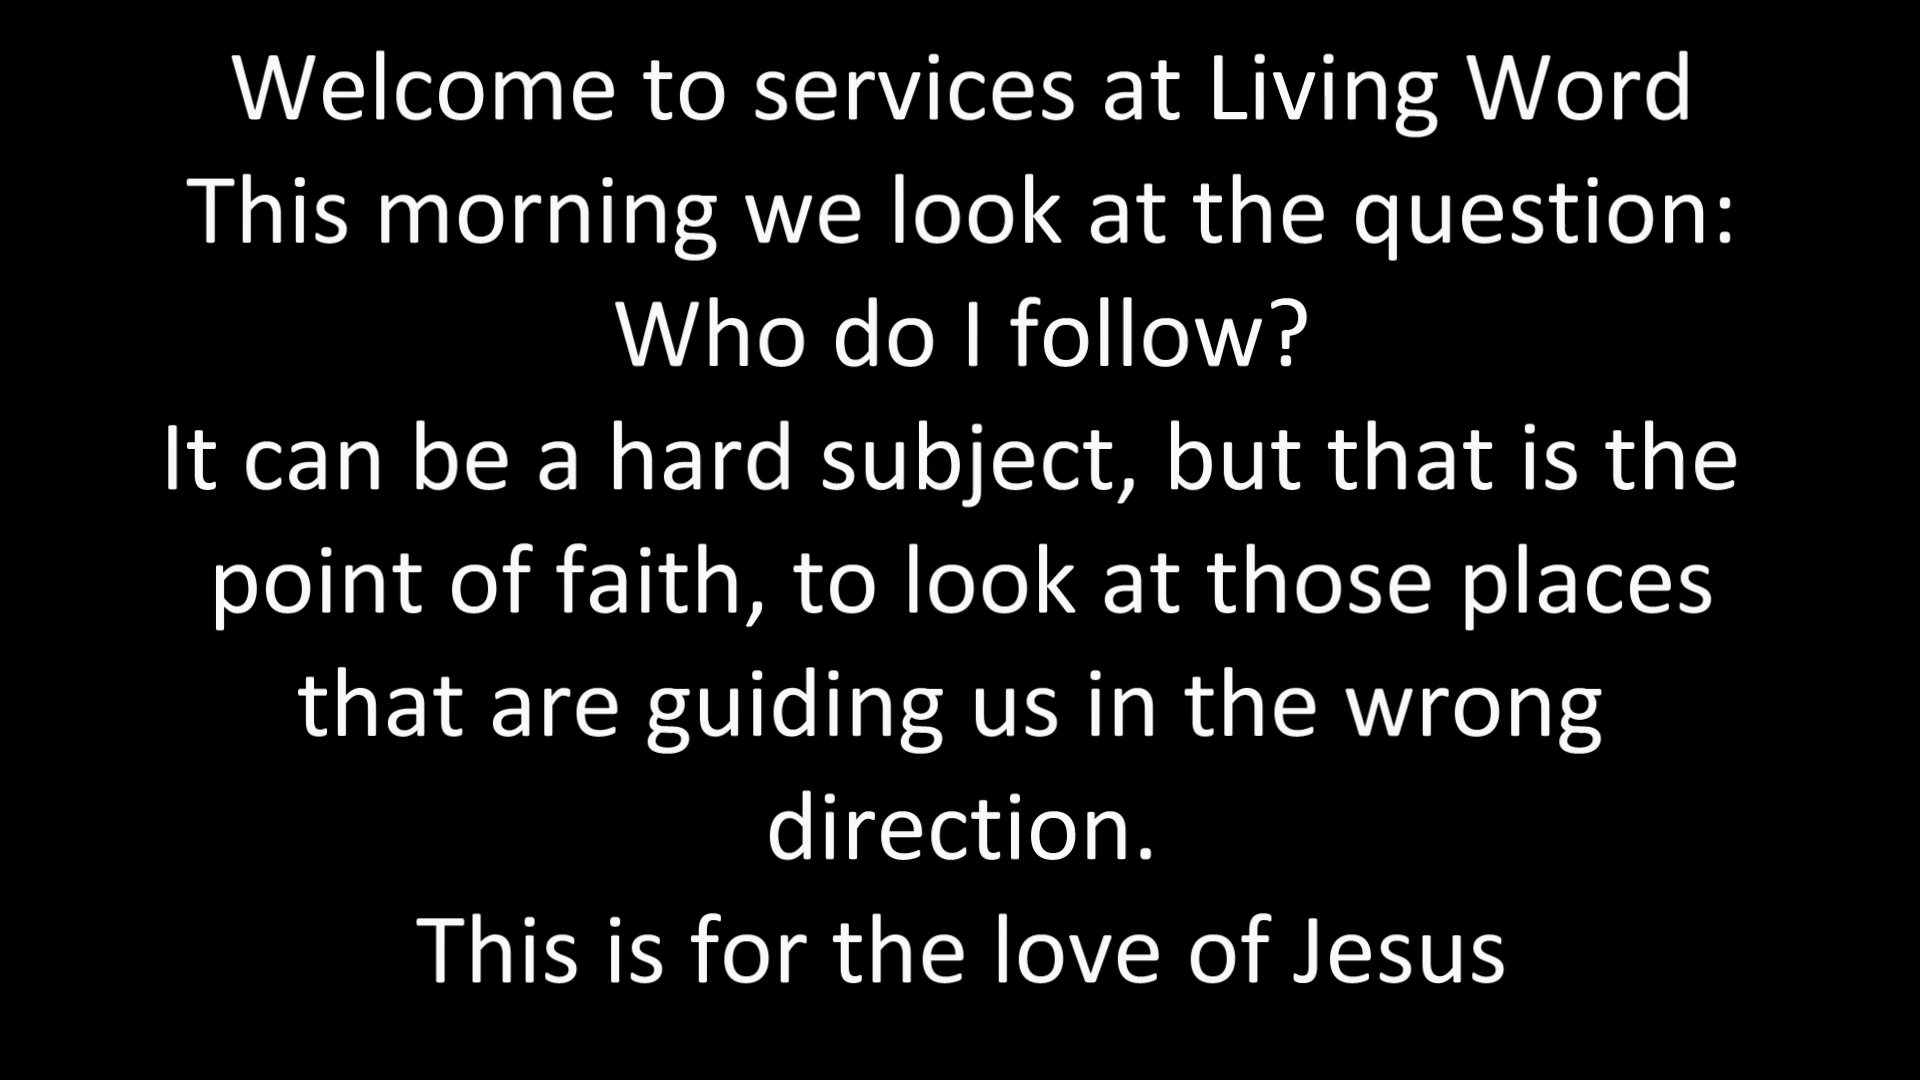 Welcome to services at Living Word
This morning we look at the question:
Who do I follow?
It can be a hard subject, but that is the
point of faith, to look at those places
that are guiding us in the wrong
direction.
This is for the love of Jesus